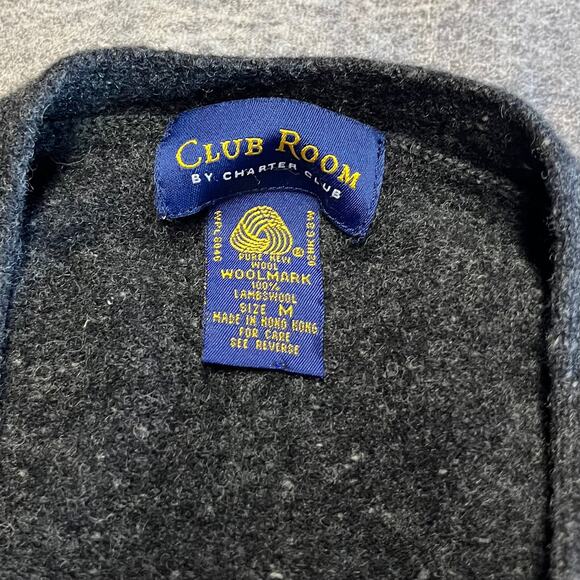 CLUB ROOM
BY CHARTER CLUB
WPL8046
PURE NEW
WOOL
WOOLMARK
100%
LAMBSWOOL
SIZE M
MADE IN HONG KONG
FOR CARE
SEE REVERSE